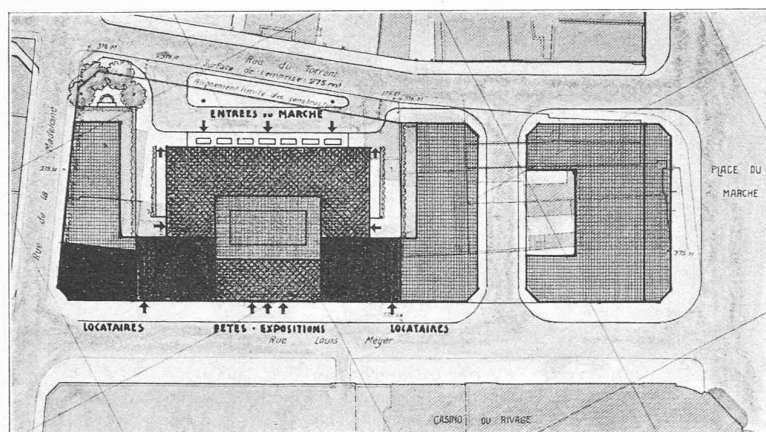 Rue du Torrent
Surface de l'emprise: 275 m²
Alignement limite des construct
ENTREES DU MARCHE
Rue de la Madeleine
PLACE DU
MARCHE
LOCATAIRES
FETES - EXPOSITIONS
LOCATAIRES
Rue Louis Meyer
CASINO DU RIVAGE